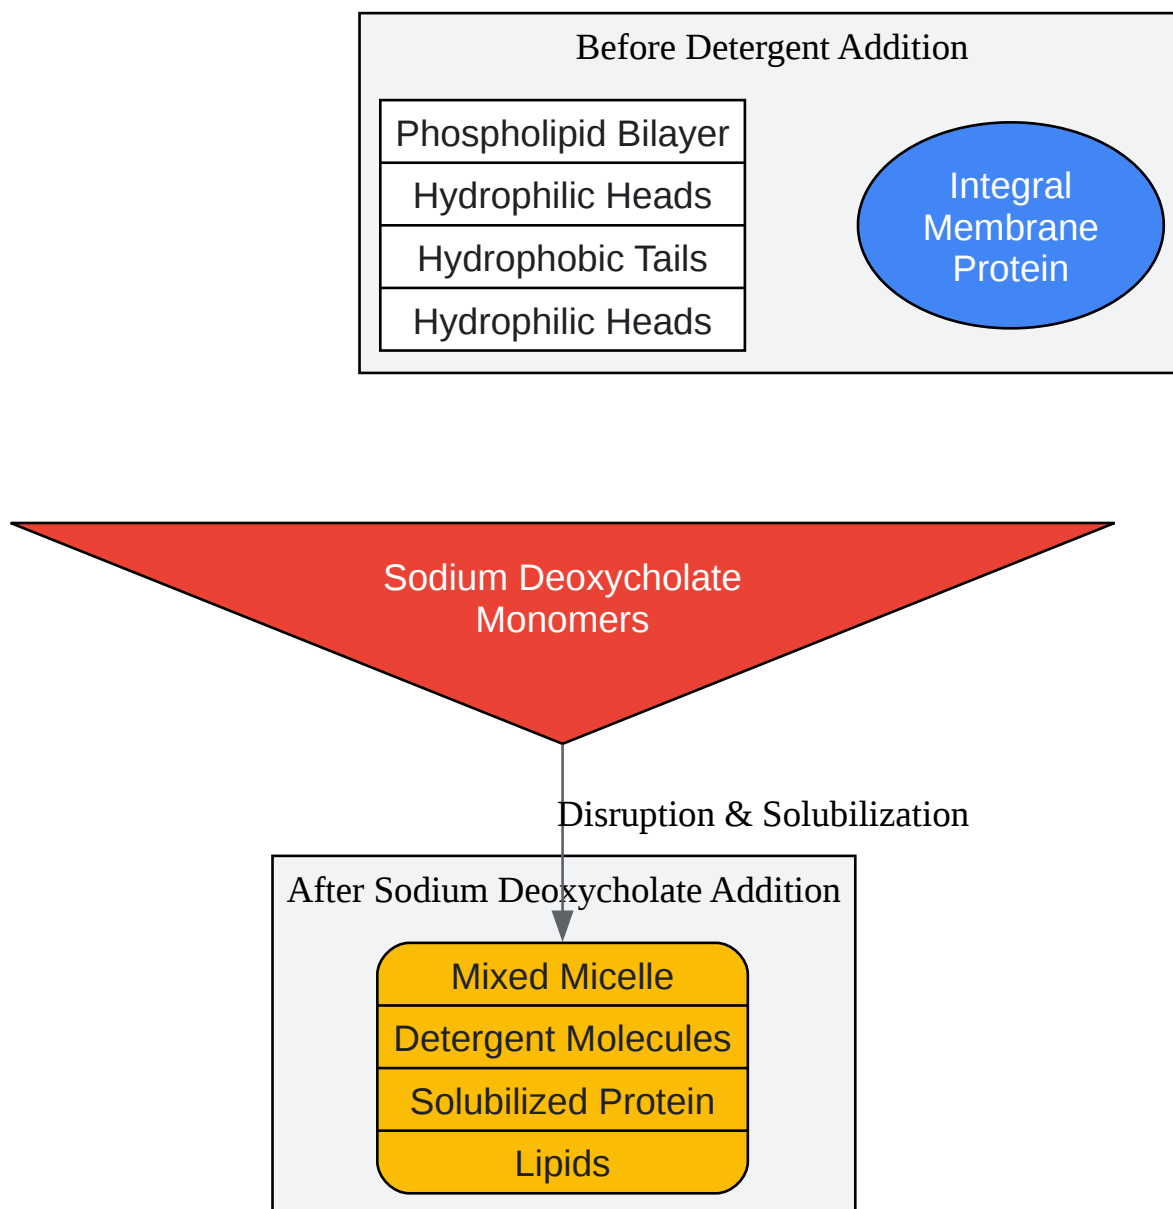 Before Detergent Addition
Phospholipid Bilayer
Hydrophilic Heads
Hydrophobic Tails
Hydrophilic Heads
Integral
Membrane
Protein
Sodium Deoxycholate
Monomers
Disruption & Solubilization
After Sodium Deoxycholate Addition
Mixed Micelle
Detergent Molecules
Solubilized Protein
Lipids